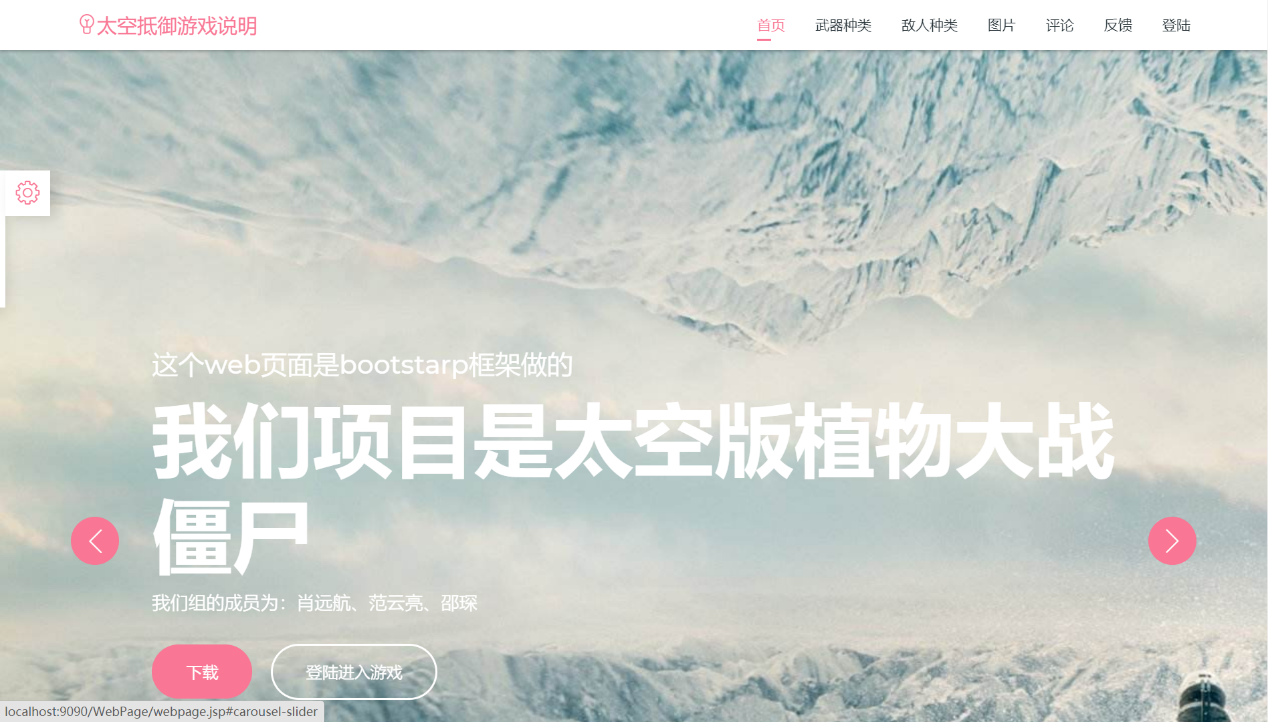 太空抵御游戏说明
首页 武器种类 敌人种类 图片 评论 反馈 登陆
这个web页面是bootstarp框架做的
我们项目是太空版植物大战
僵尸
我们组的成员为：肖远航、范云亮、邵琛
下载 登陆进入游戏
localhost:9090/WebPage/webpage.jsp#carousel-slider